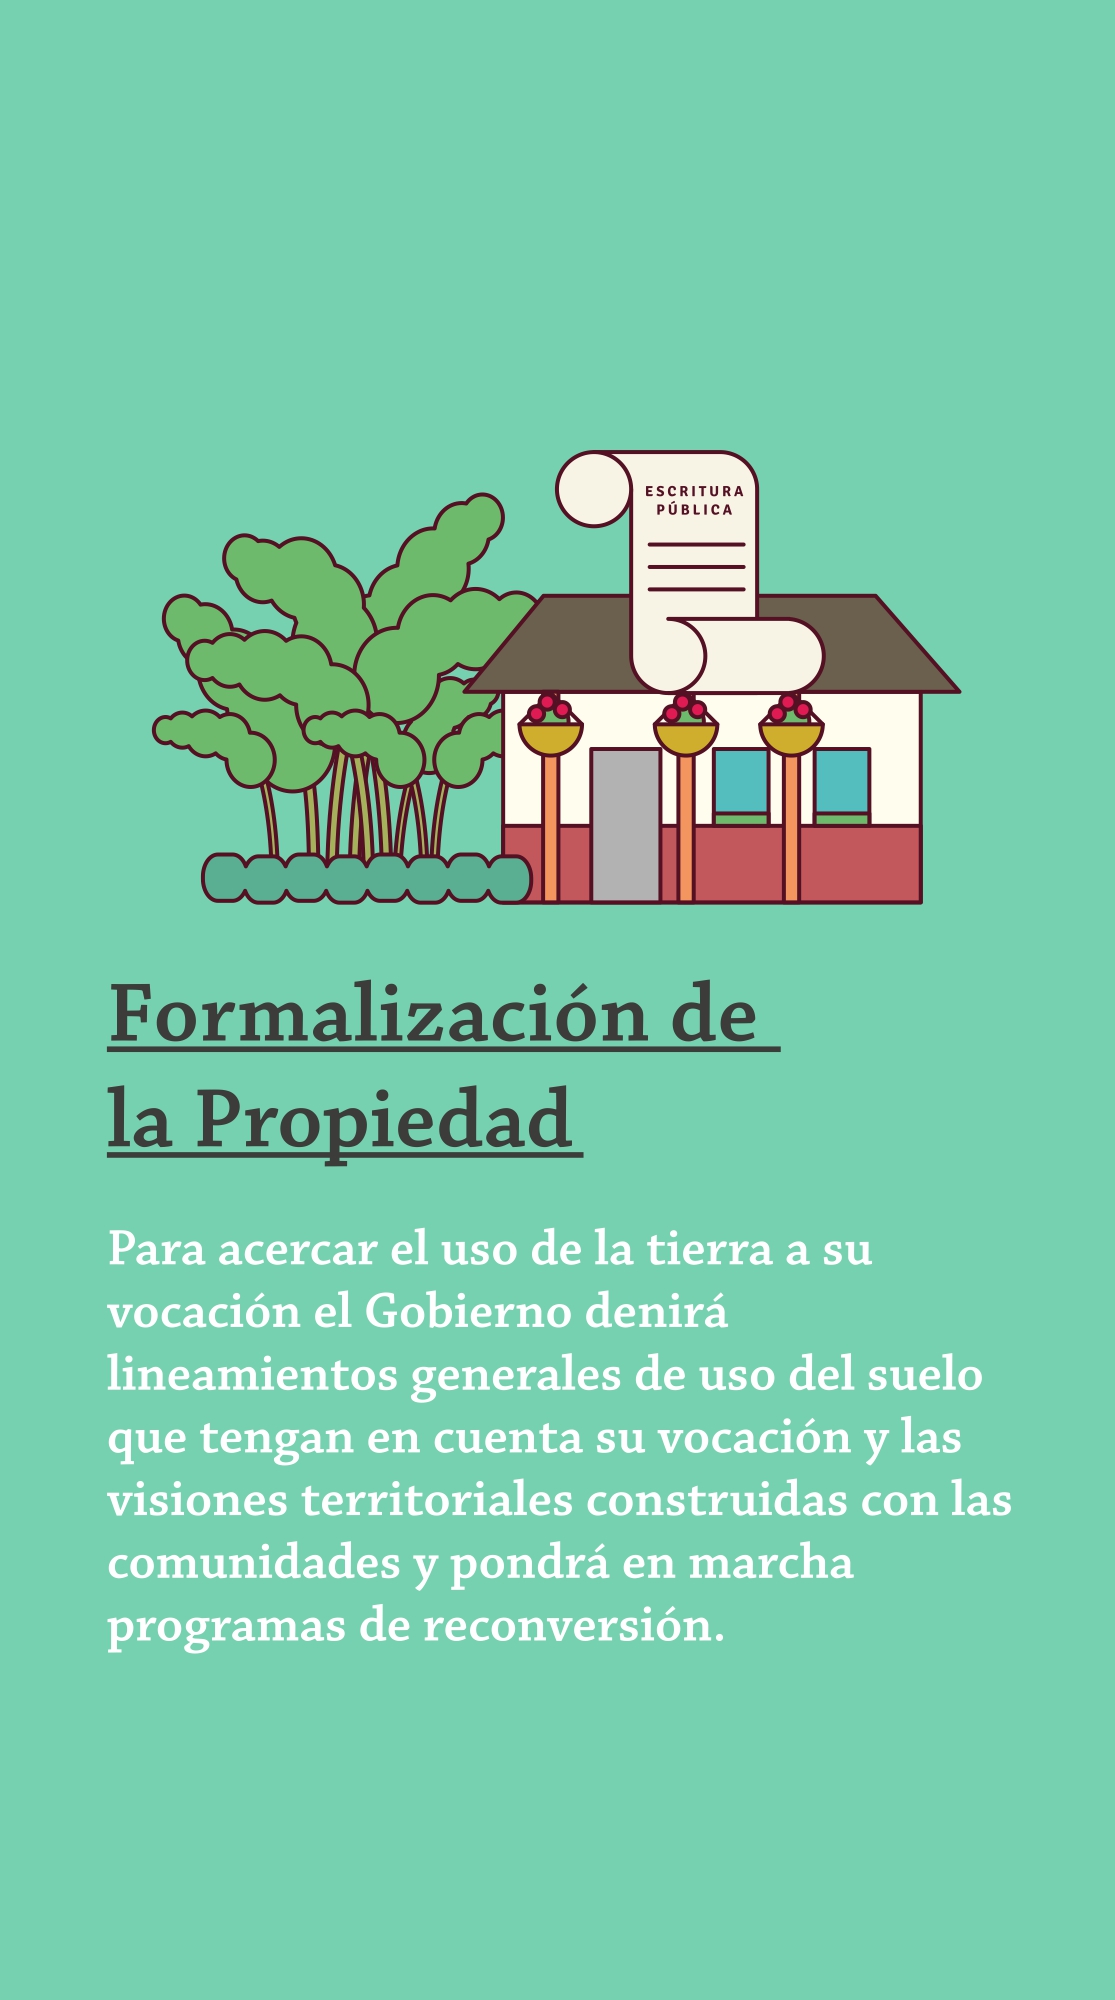 ESCRITURA
PÚBLICA
Formalización de
la Propiedad
Para acercar el uso de la tierra a su
vocación el Gobierno denirá
lineamientos generales de uso del suelo
que tengan en cuenta su vocación y las
visiones territoriales construidas con las
comunidades y pondrá en marcha
programas de reconversión.